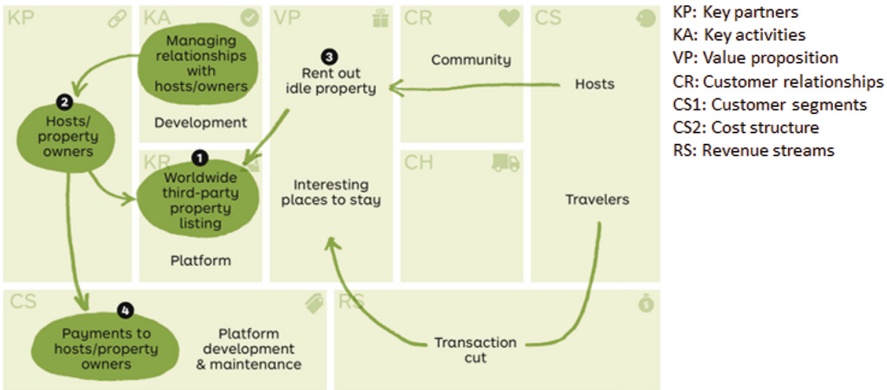 KP
KA
VP
CR
CS
Managing
relationships
with
hosts/owners
Development
2
Hosts/
property
owners
KR
1
Worldwide
third-party
property
listing
Platform
3
Rent out
idle property
Interesting
places to stay
Community
CH
Hosts
Travelers
CS
4
Payments to
hosts/property
owners
Platform
development
& maintenance
RS
Transaction
cut
$
KP: Key partners
KA: Key activities
VP: Value proposition
CR: Customer relationships
CS1: Customer segments
CS2: Cost structure
RS: Revenue streams